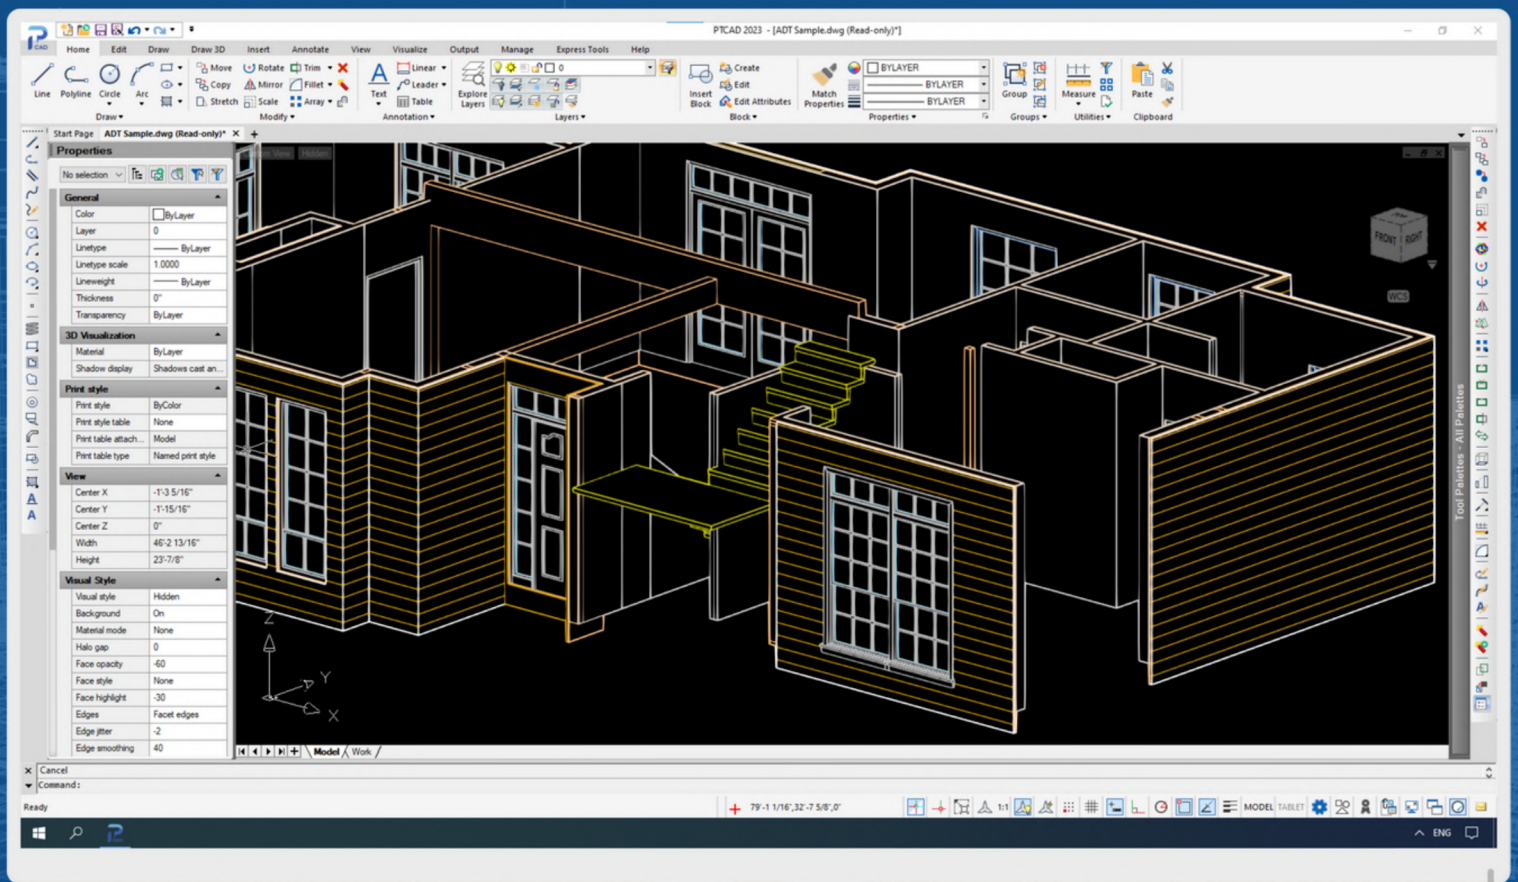 PTCAD 2023 - [ADT Sample.dwg (Read-only)*]
CAD
Home Edit Draw Draw 3D Insert Annotate View Visualize Output Manage Express Tools Help
Line
Polyline
Circle
Arc
Draw
Move Rotate Trim
Copy Mirror Fillet
Stretch Scale Array
Modify
Text
Linear
Leader
Table
Annotation
Explore
Layers
0
Layers
Insert
Block
Create
Edit
Edit Attributes
Block
Match
Properties
BYLAYER
BYLAYER
BYLAYER
Properties
Group
Groups
Measure
Utilities
Paste
Clipboard
Start Page ADT Sample.dwg (Read-only)*
Properties
No selection
General
Color ByLayer
Layer 0
Linetype ByLayer
Linetype scale 1.0000
Lineweight ByLayer
Thickness 0"
Transparency ByLayer
3D Visualization
Material ByLayer
Shadow display Shadows cast an...
Print style
Print style ByColor
Print style table None
Print table attach... Model
Print table type Named print style
View
Center X -1'-3 5/16"
Center Y -1'-15/16"
Center Z 0"
Width 46'-2 13/16"
Height 23'-7/8"
Visual Style
Visual style Hidden
Background On
Material mode None
Halo gap 0
Face opacity -60
Face style None
Face highlight -30
Edges Facet edges
Edge jitter -2
Edge smoothing 40
View Hidden
TOP
FRONT RIGHT
WCS
Z
Y
X
Tool Palettes - All Palettes
Model Work
Cancel
Command:
Ready
79'-1 1/16",32'-7 5/8",0"
1:1
MODEL TABLET
ENG